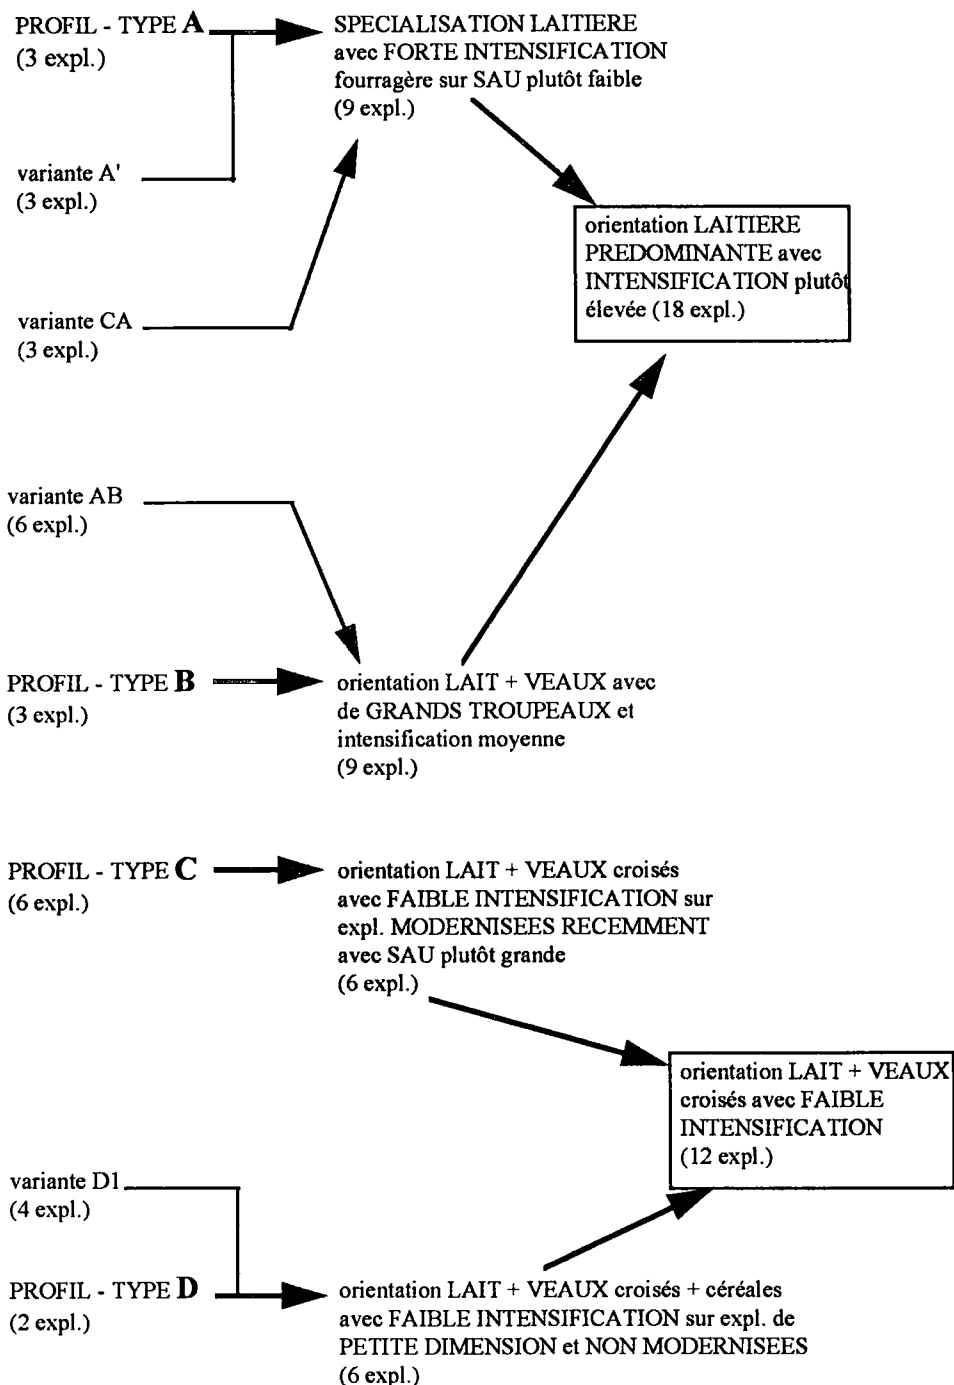 PROFIL - TYPE A
(3 expl.)
SPECIALISATION LAITIERE
avec FORTE INTENSIFICATION
fourragère sur SAU plutôt faible
(9 expl.)
variante A'
(3 expl.)
orientation LAITIERE
PREDOMINANTE avec
INTENSIFICATION plutôt
élevée (18 expl.)
variante CA
(3 expl.)
variante AB
(6 expl.)
PROFIL - TYPE B
(3 expl.)
orientation LAIT + VEAUX avec
de GRANDS TROUPEAUX et
intensification moyenne
(9 expl.)
PROFIL - TYPE C
(6 expl.)
orientation LAIT + VEAUX croisés
avec FAIBLE INTENSIFICATION sur
expl. MODERNISEES RECEMMENT
avec SAU plutôt grande
(6 expl.)
orientation LAIT + VEAUX
croisés avec FAIBLE
INTENSIFICATION
(12 expl.)
variante D1
(4 expl.)
PROFIL - TYPE D
(2 expl.)
orientation LAIT + VEAUX croisés + céréales
avec FAIBLE INTENSIFICATION sur expl. de
PETITE DIMENSION et NON MODERNISEES
(6 expl.)